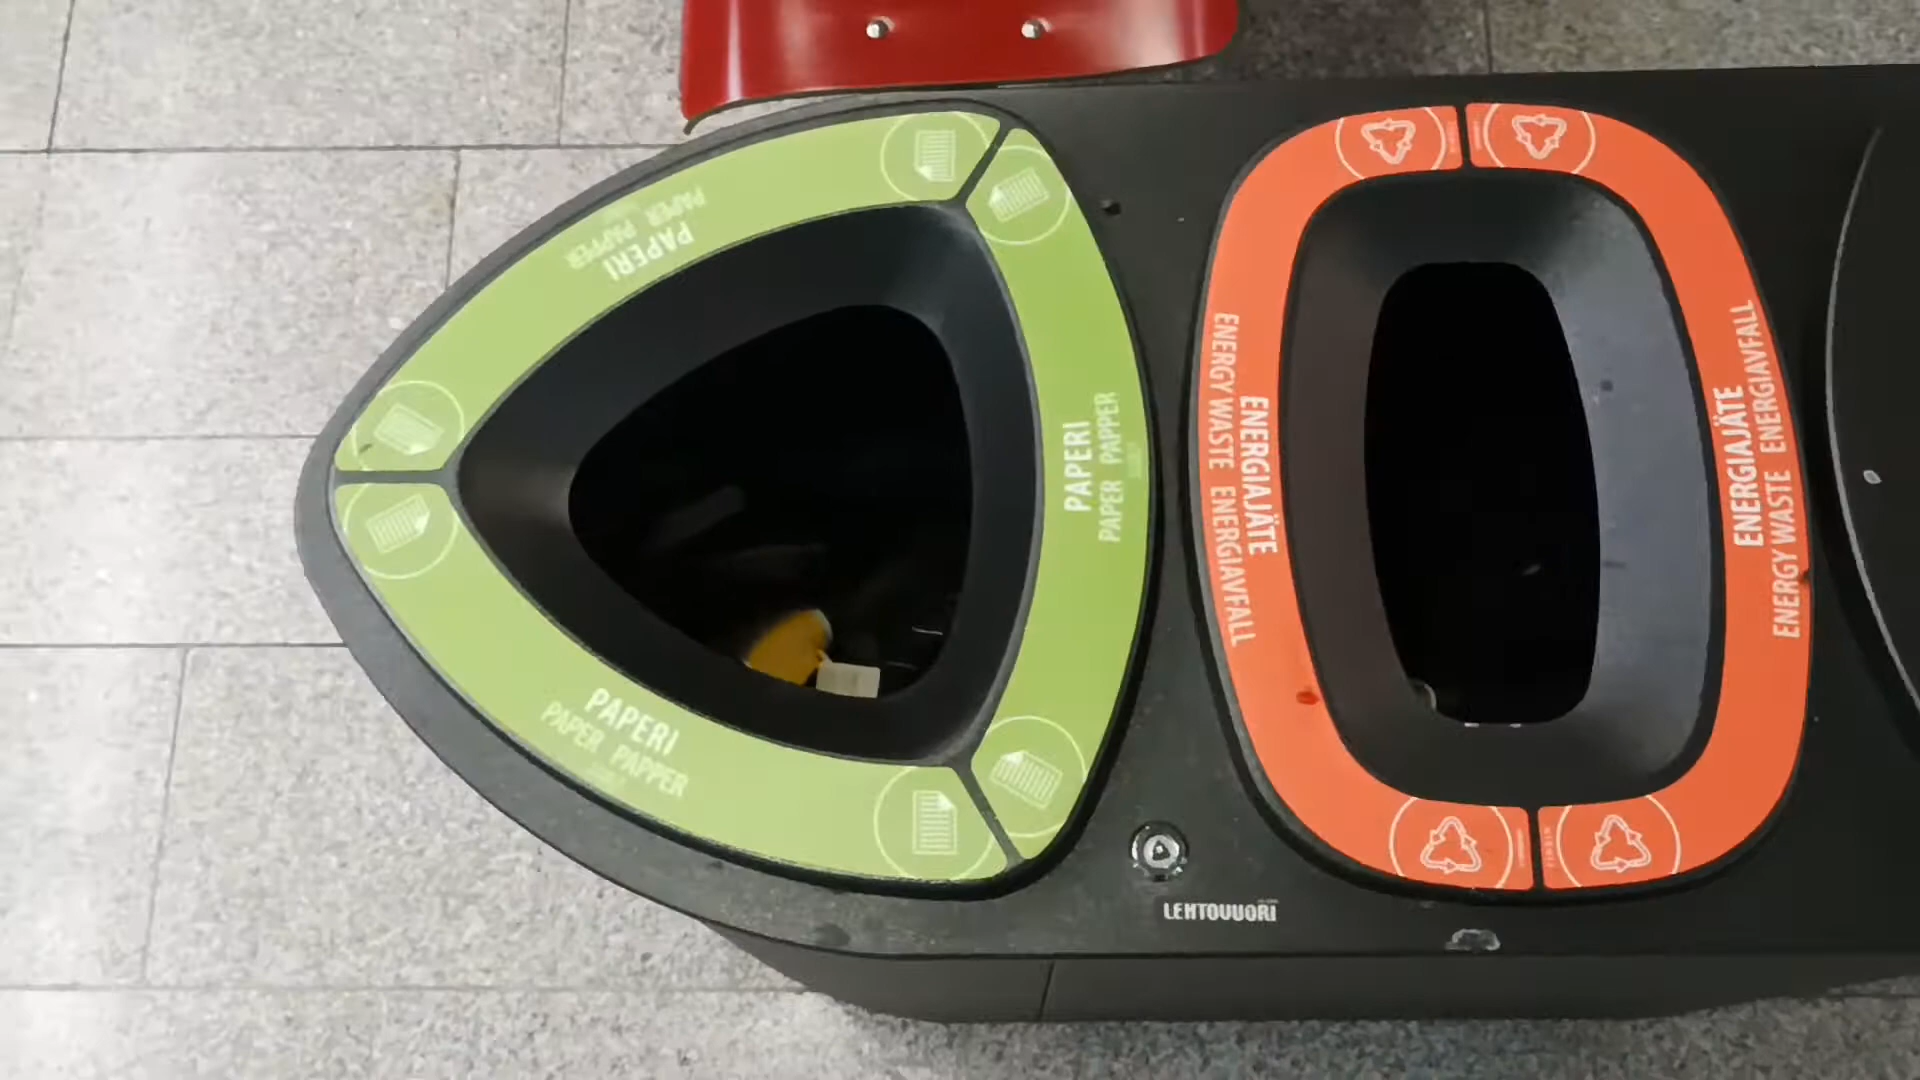 PAPERI
PAPER PAPPER
PAPERI
PAPER PAPPER
PAPERI
PAPER PAPPER
ENERGIAJÄTE
ENERGY WASTE ENERGIAVFALL
ENERGIAJÄTE
ENERGY WASTE ENERGIAVFALL
LEHTOVUORI